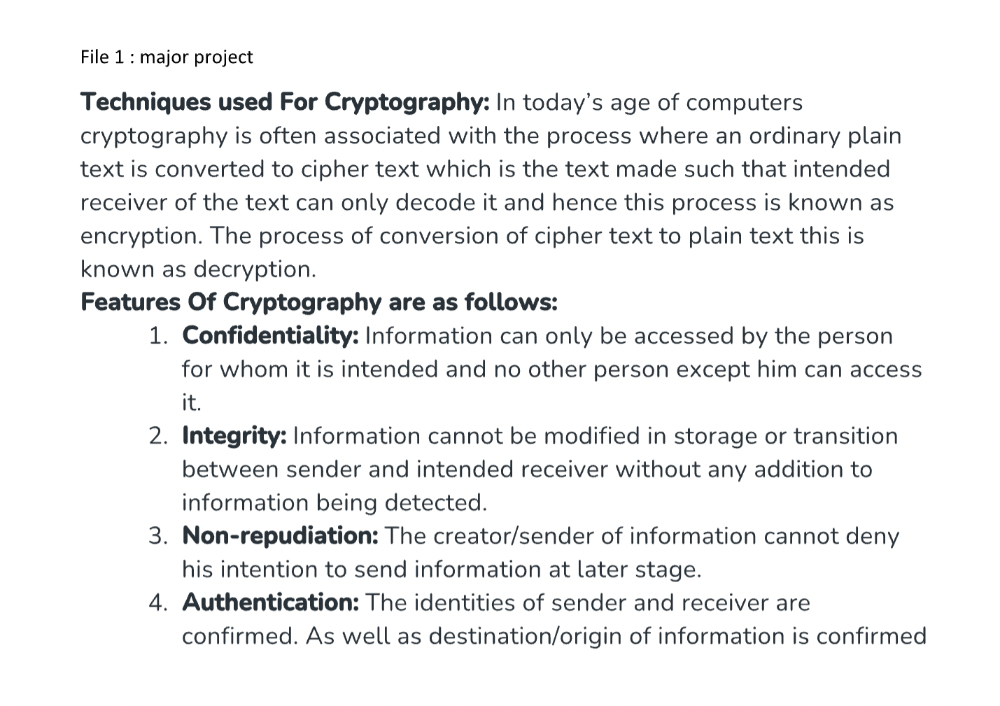 File 1 : major project
Techniques used For Cryptography: In today’s age of computers
cryptography is often associated with the process where an ordinary plain
text is converted to cipher text which is the text made such that intended
receiver of the text can only decode it and hence this process is known as
encryption. The process of conversion of cipher text to plain text this is
known as decryption.
Features Of Cryptography are as follows:
1. Confidentiality: Information can only be accessed by the person
for whom it is intended and no other person except him can access
it.
2. Integrity: Information cannot be modified in storage or transition
between sender and intended receiver without any addition to
information being detected.
3. Non-repudiation: The creator/sender of information cannot deny
his intention to send information at later stage.
4. Authentication: The identities of sender and receiver are
confirmed. As well as destination/origin of information is confirmed